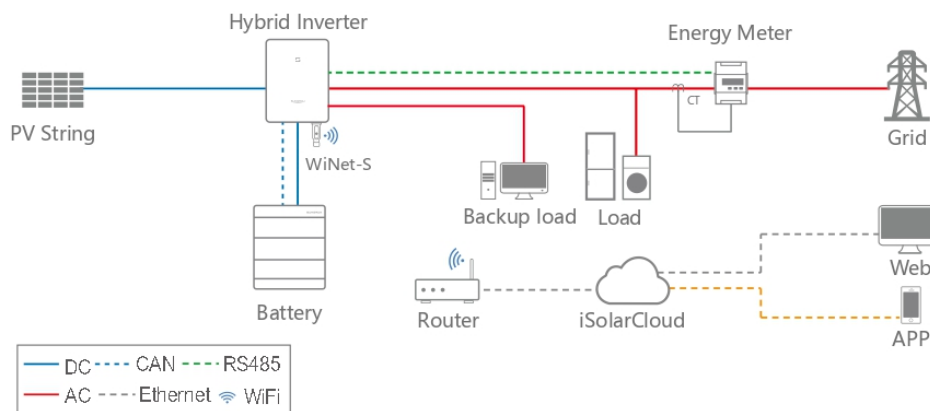 Hybrid Inverter
Energy Meter
PV String
CT
Grid
WiNet-S
Backup load
Load
Battery
Router
iSolarCloud
Web
APP
DC
CAN
RS485
AC
Ethernet
WiFi